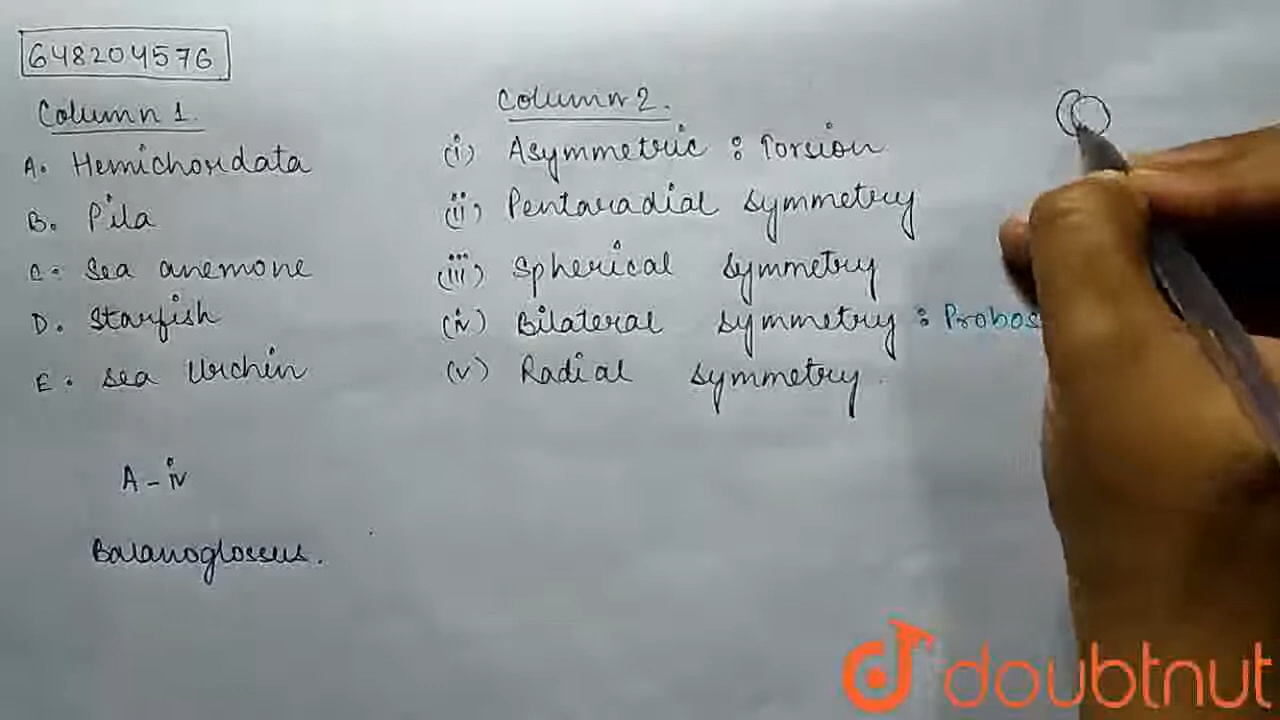 648204576
Column 1.
Column 2.
A. Hemichordata
(i) Asymmetric : Torsion
B. Pila
(ii) Pentaradial symmetry
C. Sea anemone
(iii) Spherical symmetry
D. Starfish
(iv) Bilateral symmetry : Probos
E. Sea Urchin
(v) Radial symmetry.
A - iv
Balanoglossus.
doubtnut